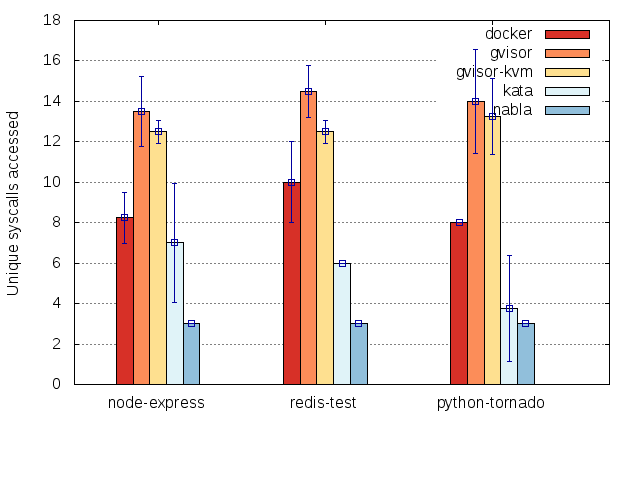 18
16
14
12
10
8
6
4
2
0
Unique syscalls accessed
docker
gvisor
gvisor-kvm
kata
nabla
node-express
redis-test
python-tornado